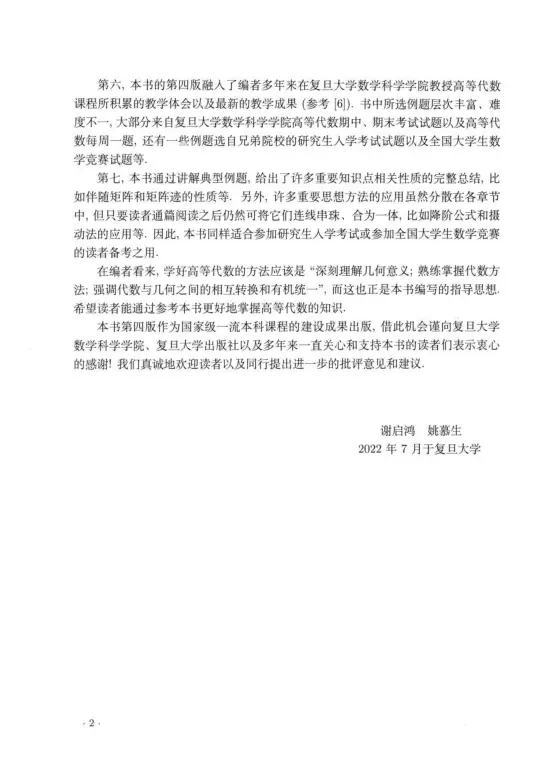 第六, 本书的第四版融入了编者多年来在复旦大学数学科学学院教授高等代数
课程所积累的教学体会以及最新的教学成果 (参考 [6]). 书中所选例题层次丰富、难
度不一, 大部分来自复旦大学数学科学学院高等代数期中、期末考试试题以及高等代
数每周一题, 还有一些例题选自兄弟院校的研究生入学考试试题以及全国大学生数
学竞赛试题等.
第七, 本书通过讲解典型例题, 给出了许多重要知识点相关性质的完整总结, 比
如伴随矩阵和矩阵迹的性质等. 另外, 许多重要思想方法的应用虽然分散在各章节
中, 但只要读者通篇阅读之后仍然可将它们连线串珠、合为一体, 比如降阶公式和摄
动法的应用等. 因此, 本书同样适合参加研究生入学考试或参加全国大学生数学竞赛
的读者备考之用.
在编者看来, 学好高等代数的方法应该是 “深刻理解几何意义; 熟练掌握代数方
法; 强调代数与几何之间的相互转换和有机统一”, 而这也正是本书编写的指导思想.
希望读者能通过参考本书更好地掌握高等代数的知识.
本书第四版作为国家级一流本科课程的建设成果出版, 借此机会谨向复旦大学
数学科学学院、复旦大学出版社以及多年来一直关心和支持本书的读者们表示衷心
的感谢! 我们真诚地欢迎读者以及同行提出进一步的批评意见和建议.
谢启鸿 姚慕生
2022 年 7 月于复旦大学
· 2 ·